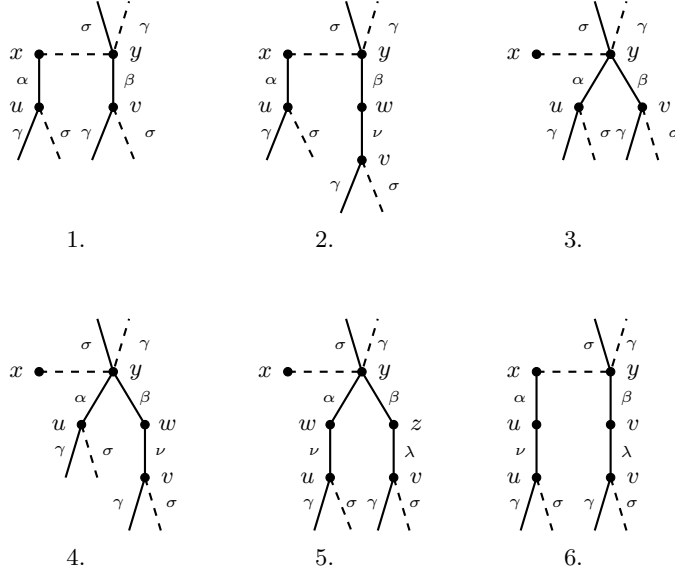 σ γ σ γ σ γ
x y x y x y
α β α β α β
u v u w u v
γ σ γ σ γ σ ν γ σ γ σ
v
γ σ
1. 2. 3.
σ γ σ γ σ γ
x y x y x y
α β α β α β
u w w z u v
γ σ ν ν λ ν λ
v u v u v
γ σ γ σ γ σ γ σ γ σ
4. 5. 6.